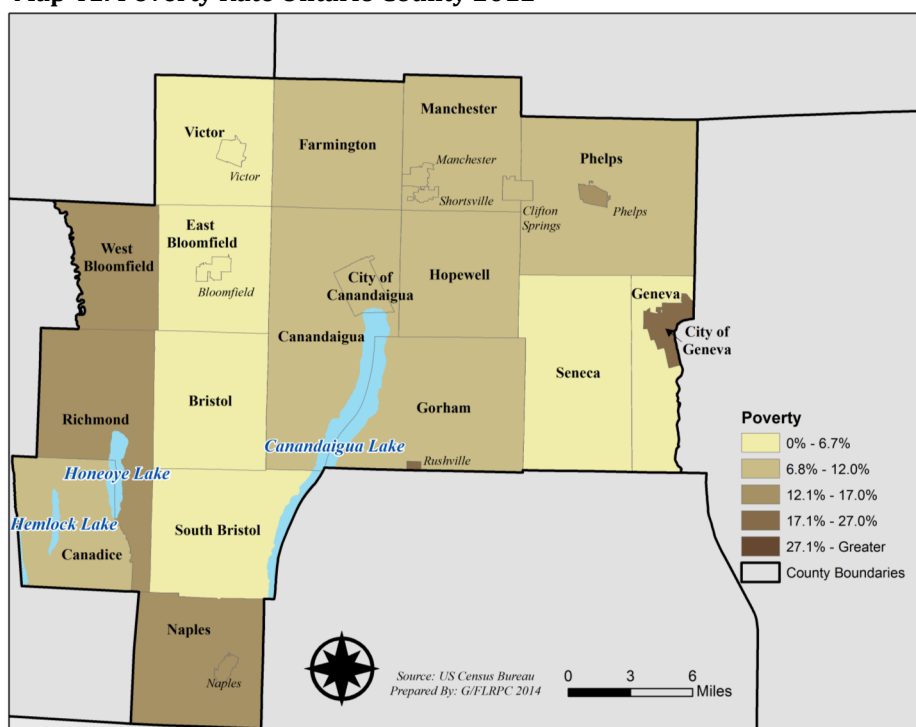 Victor
Victor
Farmington
Manchester
Manchester
Shortsville
Phelps
Phelps
Clifton
Springs
West
Bloomfield
East
Bloomfield
Bloomfield
City of
Canandaigua
Canandaigua
Hopewell
Geneva
City of
Geneva
Seneca
Richmond
Bristol
Gorham
Rushville
Canandaigua Lake
Honeoye Lake
Hemlock Lake
Canadice
South Bristol
Naples
Naples
Poverty
0% - 6.7%
6.8% - 12.0%
12.1% - 17.0%
17.1% - 27.0%
27.1% - Greater
County Boundaries
Source: US Census Bureau
Prepared By: G/FLRPC 2014
0 3 6
Miles